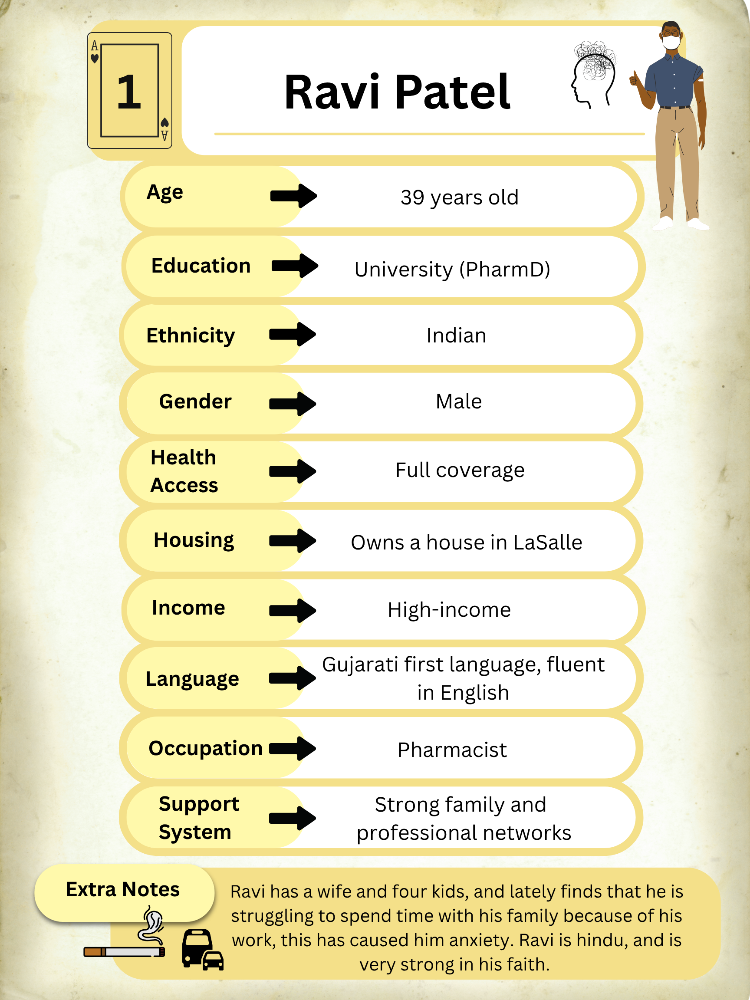 A
1
A
Ravi Patel
Age
39 years old
Education
University (PharmD)
Ethnicity
Indian
Gender
Male
Health
Access
Full coverage
Housing
Owns a house in LaSalle
Income
High-income
Language
Gujarati first language, fluent
in English
Occupation
Pharmacist
Support
System
Strong family and
professional networks
Extra Notes
Ravi has a wife and four kids, and lately finds that he is
struggling to spend time with his family because of his
work, this has caused him anxiety. Ravi is hindu, and is
very strong in his faith.